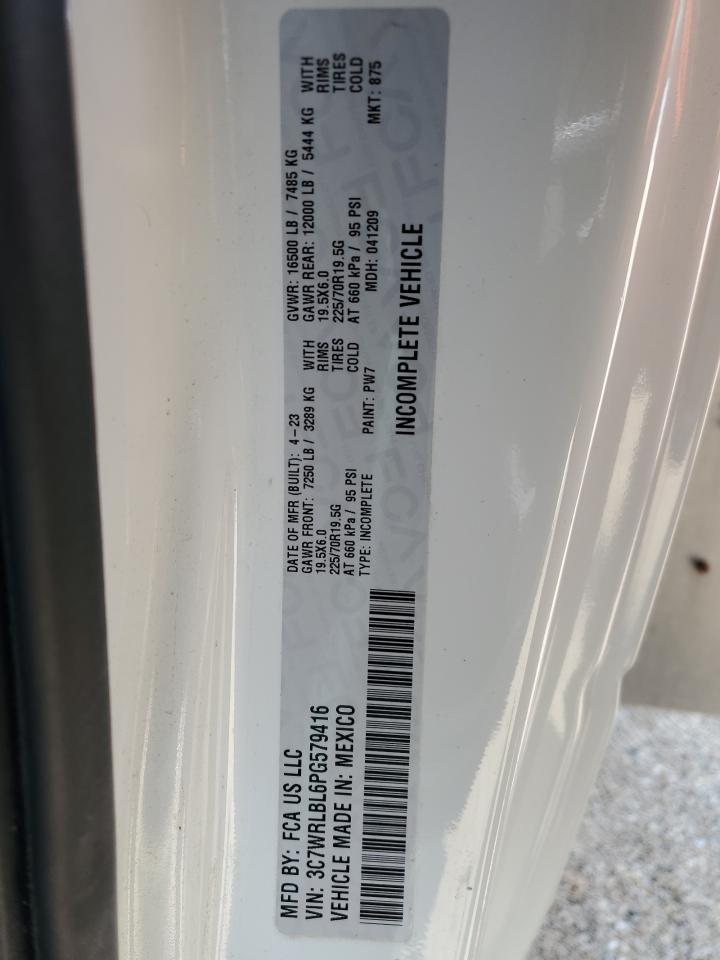 MFD BY: FCA US LLC
VIN: 3C7WRLBL6PG579416
VEHICLE MADE IN: MEXICO
DATE OF MFR (BUILT): 4-23 GVWR: 16500 LB / 7485 KG
GAWR FRONT: 7250 LB / 3289 KG WITH GAWR REAR: 12000 LB / 5444 KG WITH
19.5X6.0 RIMS 19.5X6.0 RIMS
225/70R19.5G TIRES 225/70R19.5G TIRES
AT 660 kPa / 95 PSI COLD AT 660 kPa / 95 PSI COLD
TYPE: INCOMPLETE PAINT: PW7 MDH: 041209 MKT: 875
INCOMPLETE VEHICLE